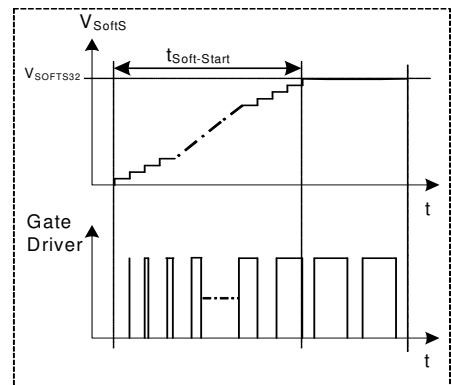 VSoftS
tSoft-Start
VSOFTS32
t
Gate
Driver
t